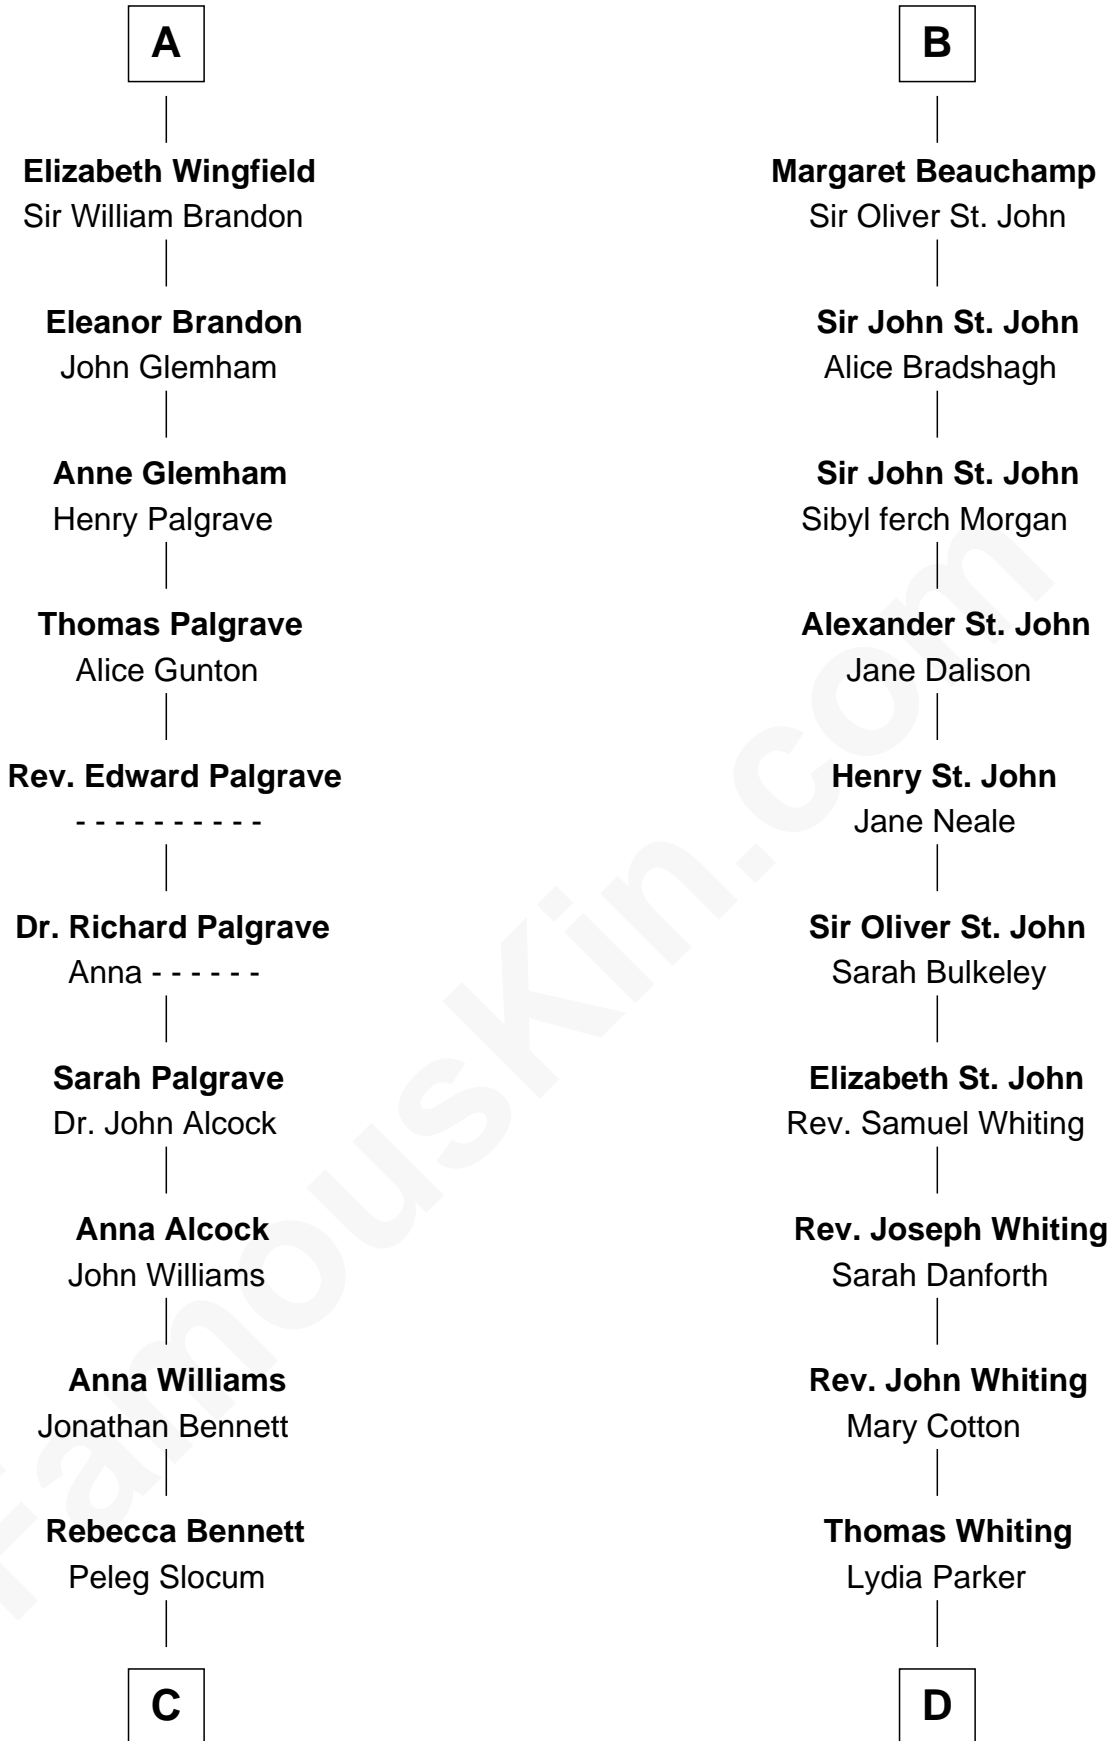 A
Elizabeth Wingfield
Sir William Brandon
Eleanor Brandon
John Glemham
Anne Glemham
Henry Palgrave
Thomas Palgrave
Alice Gunton
Rev. Edward Palgrave
- - - - - - - - - -
Dr. Richard Palgrave
Anna - - - - - -
Sarah Palgrave
Dr. John Alcock
Anna Alcock
John Williams
Anna Williams
Jonathan Bennett
Rebecca Bennett
Peleg Slocum
C
B
Margaret Beauchamp
Sir Oliver St. John
Sir John St. John
Alice Bradshagh
Sir John St. John
Sibyl ferch Morgan
Alexander St. John
Jane Dalison
Henry St. John
Jane Neale
Sir Oliver St. John
Sarah Bulkeley
Elizabeth St. John
Rev. Samuel Whiting
Rev. Joseph Whiting
Sarah Danforth
Rev. John Whiting
Mary Cotton
Thomas Whiting
Lydia Parker
D
FamousKin.com